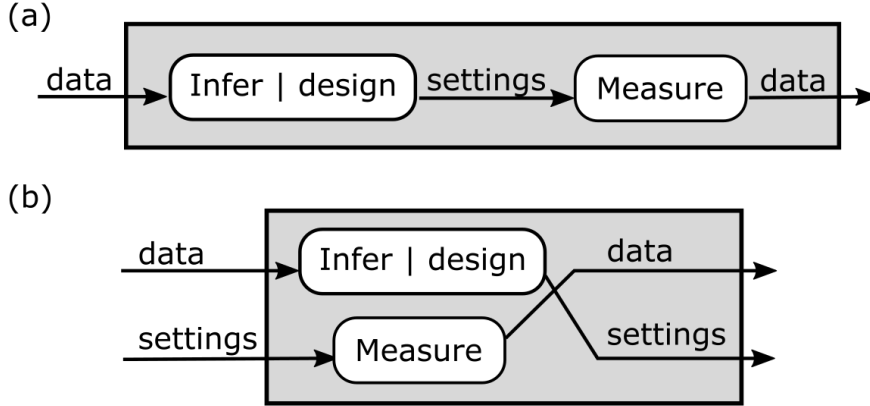 (a)
data
Infer | design
settings
Measure
data
(b)
data
Infer | design
data
settings
Measure
settings